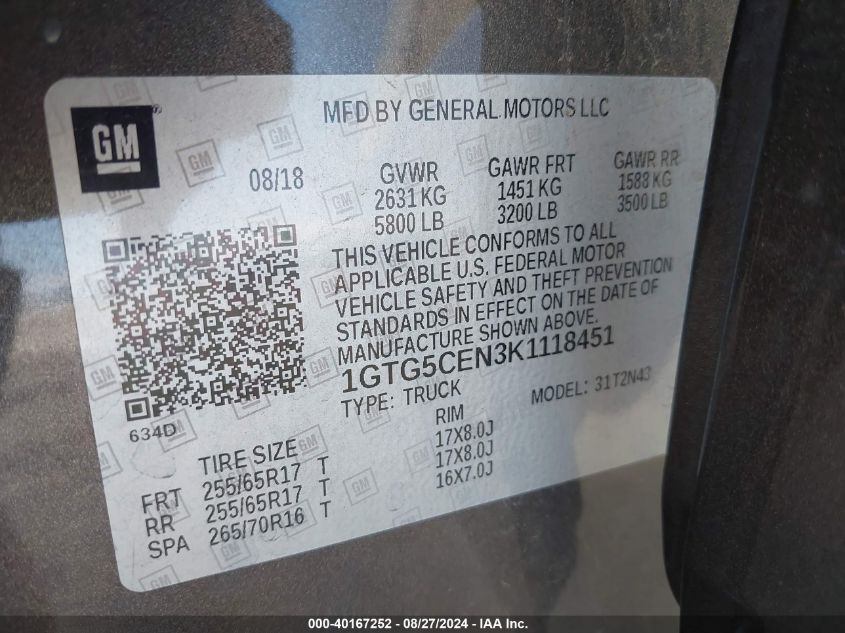 GM
MFD BY GENERAL MOTORS LLC
08/18
GVWR GAWR FRT GAWR RR
2631 KG 1451 KG 1588 KG
5800 LB 3200 LB 3500 LB
THIS VEHICLE CONFORMS TO ALL
APPLICABLE U.S. FEDERAL MOTOR
VEHICLE SAFETY AND THEFT PREVENTION
STANDARDS IN EFFECT ON THE DATE OF
MANUFACTURE SHOWN ABOVE.
1GTG5CEN3K1118451
TYPE: TRUCK MODEL: 31T2N43
634D
TIRE SIZE RIM
FRT 255/65R17 T 17X8.0J
RR 255/65R17 T 17X8.0J
SPA 265/70R16 T 16X7.0J
000-40167252 - 08/27/2024 - IAA Inc.